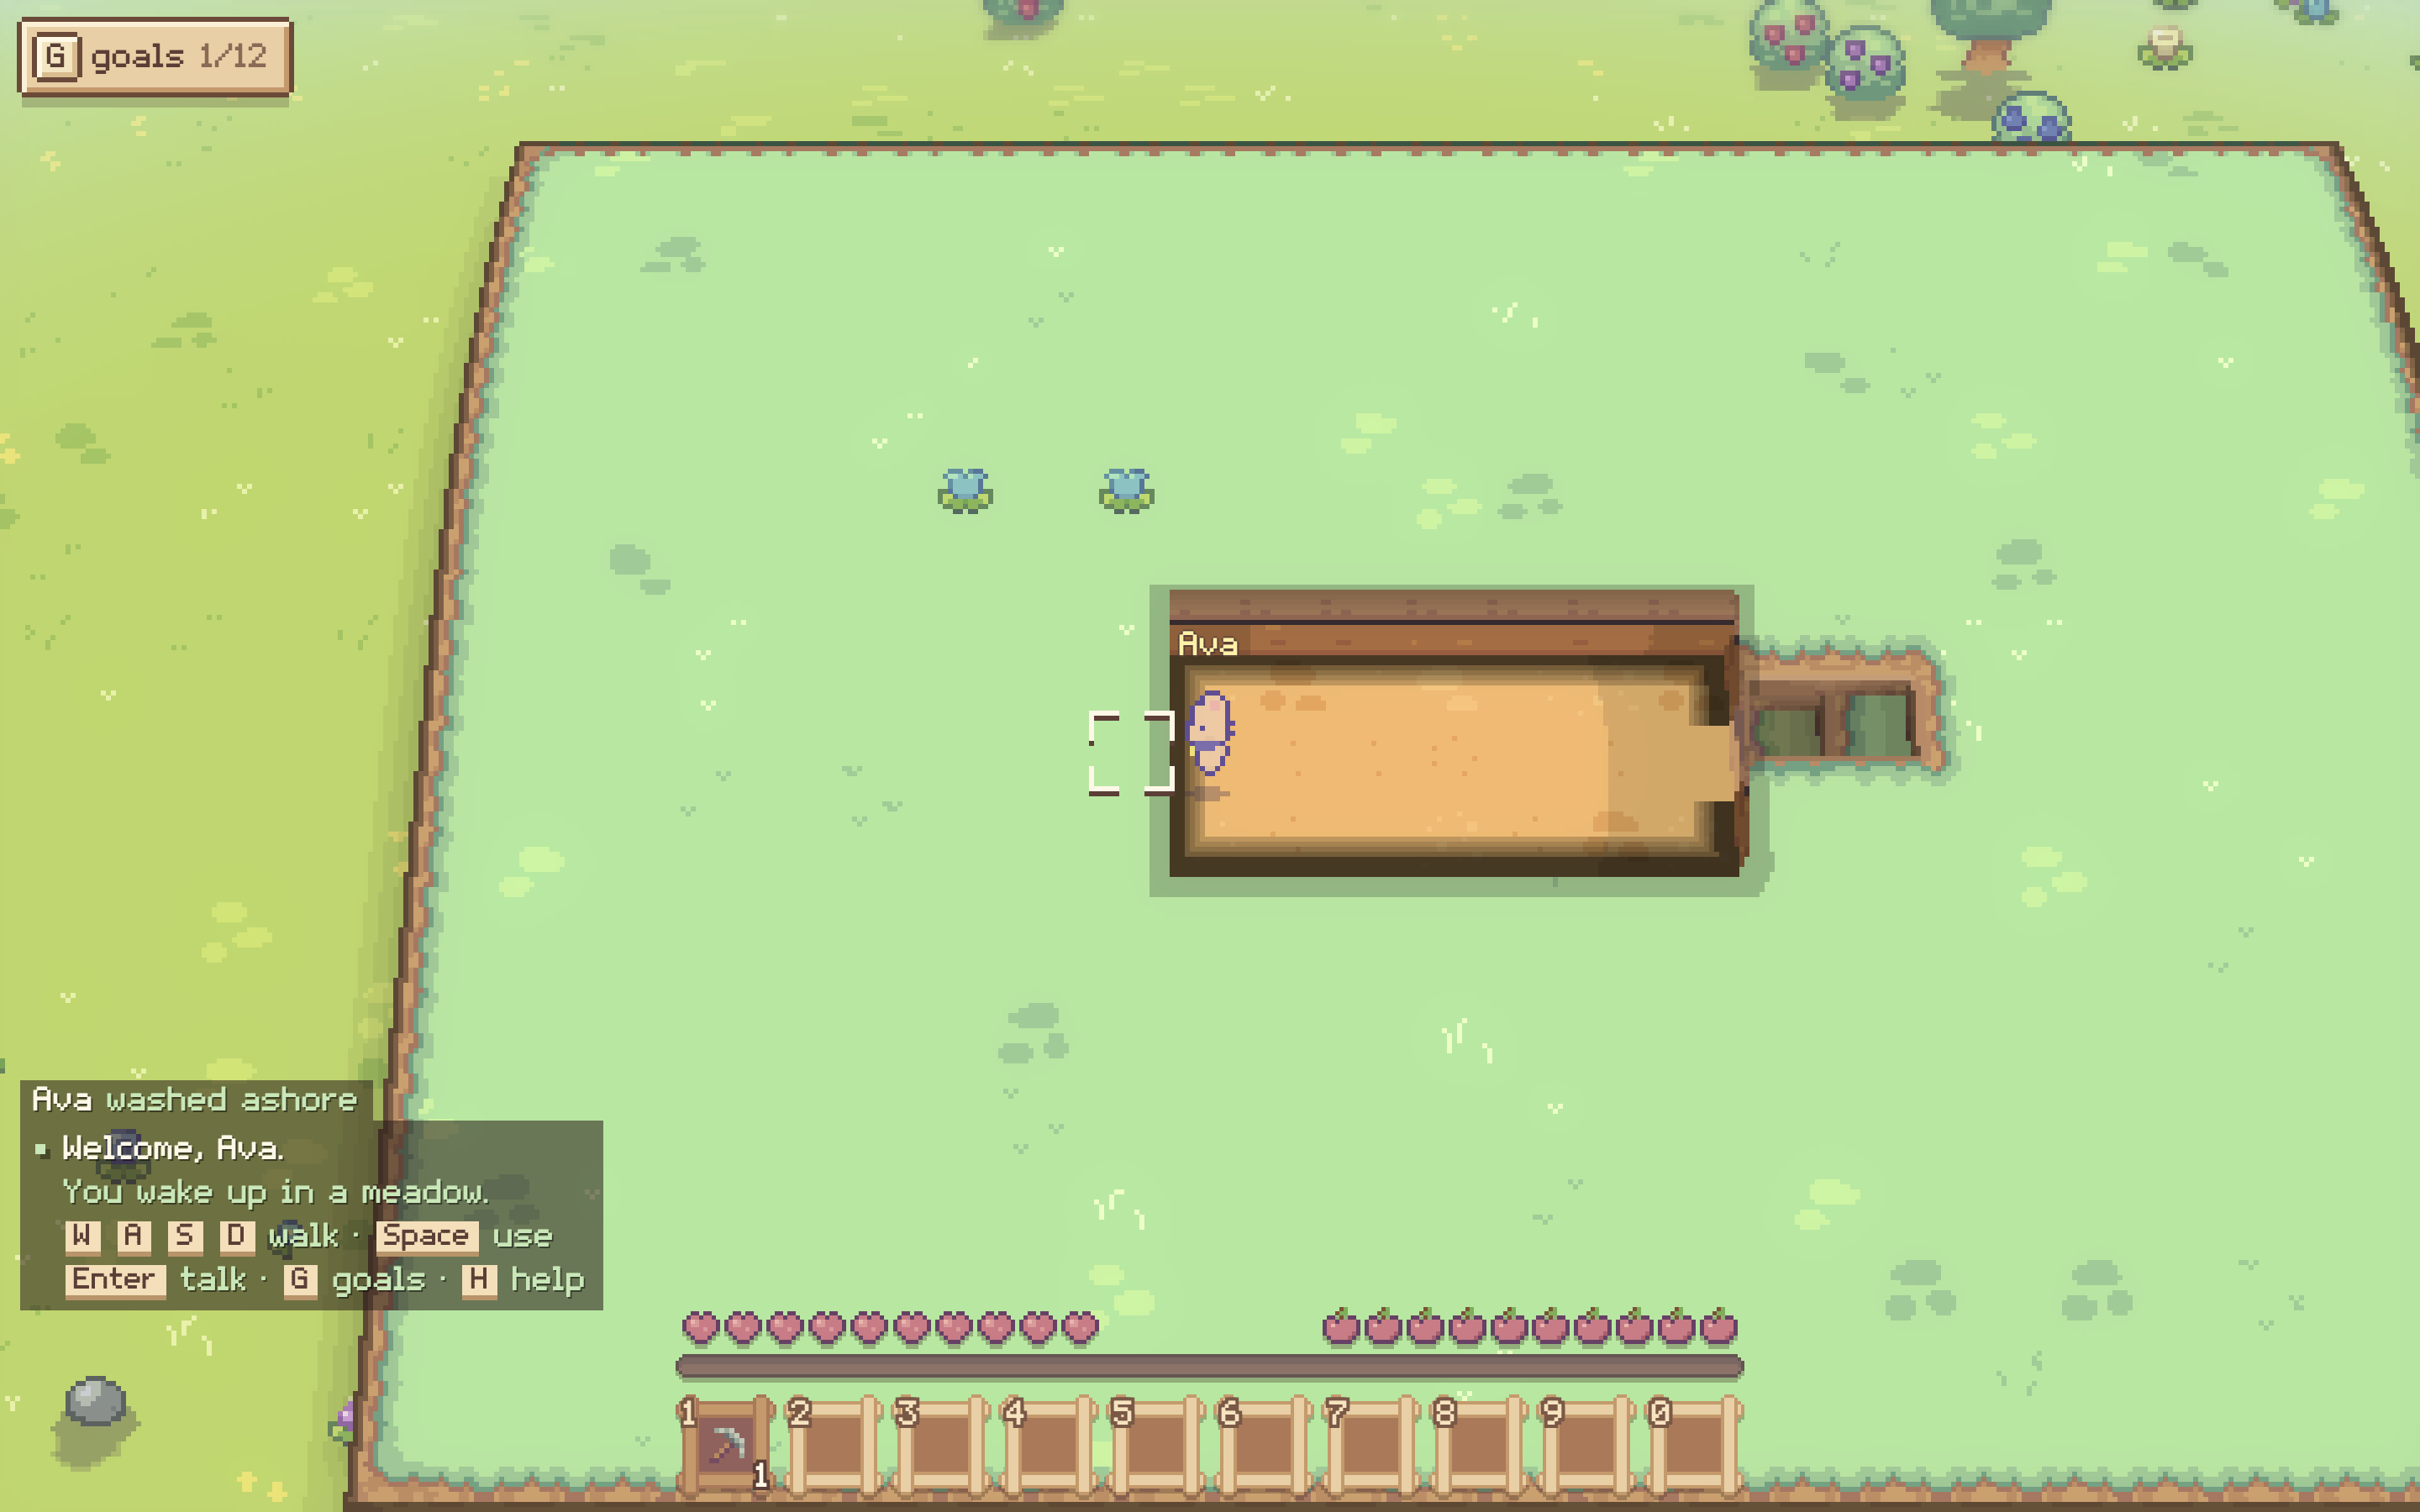 G goals 1/12
Ava
Ava washed ashore
Welcome, Ava.
You wake up in a meadow.
W A S D walk · Space use
Enter talk · G goals · H help
1 2 3 4 5 6 7 8 9 0
1